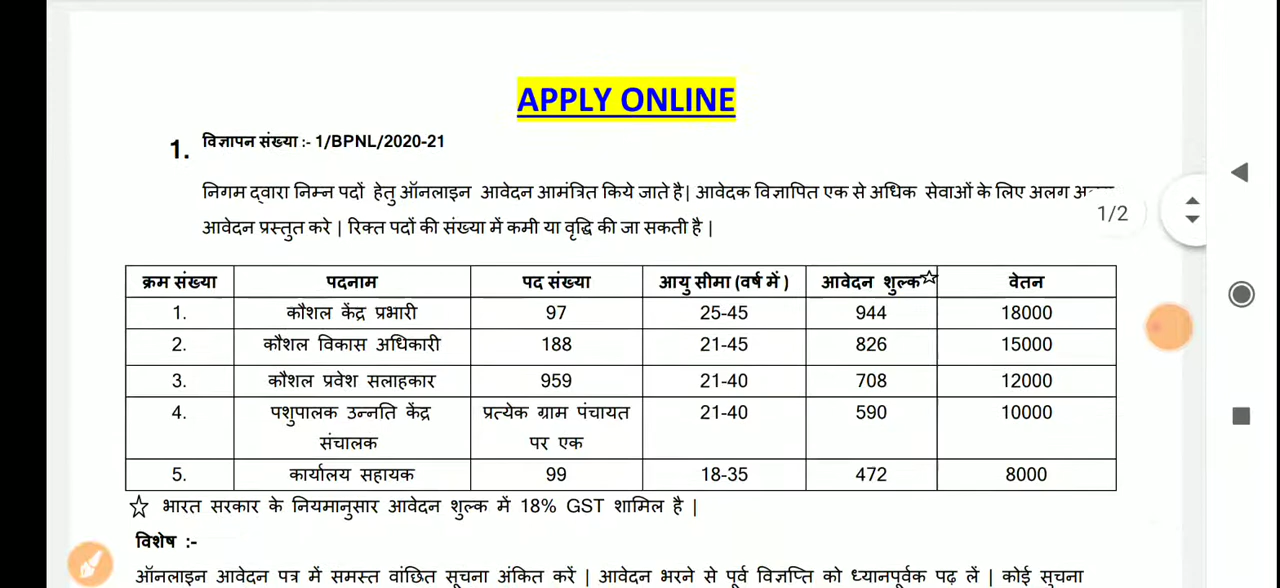 APPLY ONLINE
1. विज्ञापन संख्या :- 1/BPNL/2020-21
निगम द्वारा निम्न पदों हेतु ऑनलाइन आवेदन आमंत्रित किये जाते है| आवेदक विज्ञापित एक से अधिक सेवाओं के लिए अलग
1/2
आवेदन प्रस्तुत करे | रिक्त पदों की संख्या में कमी या वृद्धि की जा सकती है |
क्रम संख्या पदनाम पद संख्या आयु सीमा (वर्ष में ) आवेदन शुल्क☆ वेतन
1. कौशल केंद्र प्रभारी 97 25-45 944 18000
2. कौशल विकास अधिकारी 188 21-45 826 15000
3. कौशल प्रवेश सलाहकार 959 21-40 708 12000
4. पशुपालक उन्नति केंद्र प्रत्येक ग्राम पंचायत 21-40 590 10000
संचालक पर एक
5. कार्यालय सहायक 99 18-35 472 8000
☆ भारत सरकार के नियमानुसार आवेदन शुल्क में 18% GST शामिल है |
विशेष :-
ऑनलाइन आवेदन पत्र में समस्त वांछित सूचना अंकित करें | आवेदन भरने से पूर्व विज्ञप्ति को ध्यानपूर्वक पढ़ लें | कोई सूचना